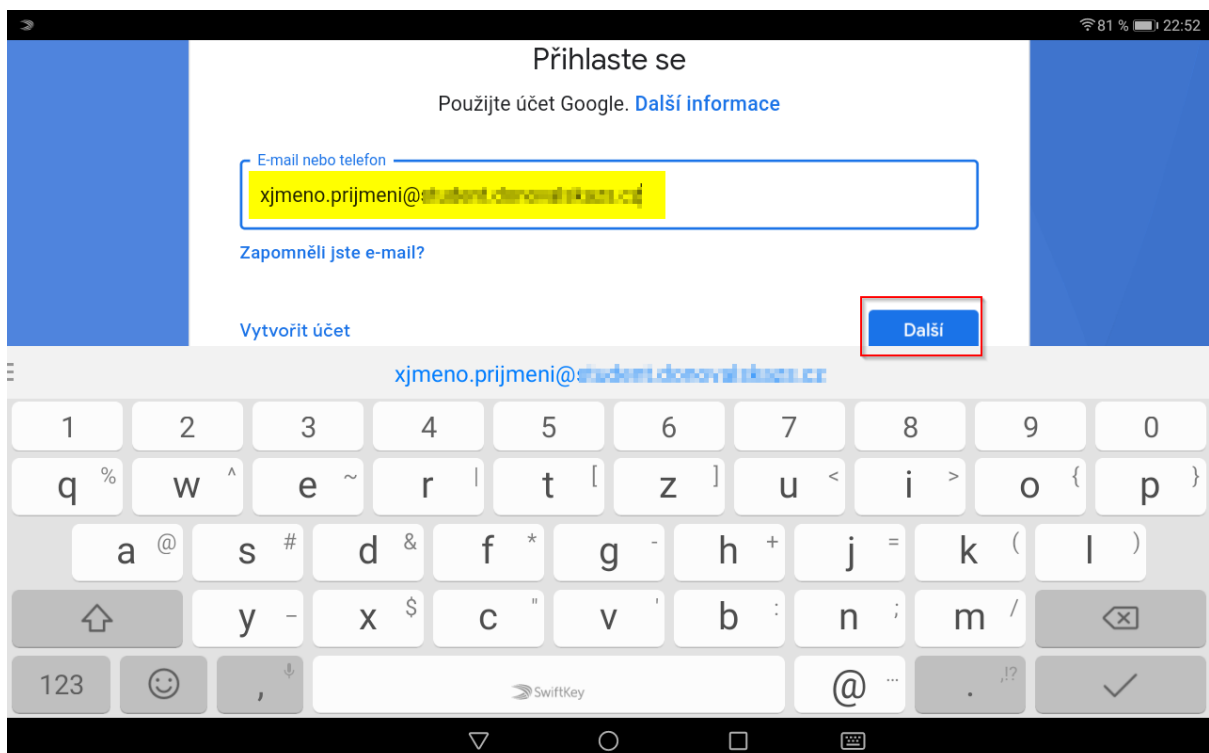 81 % 22:52
Přihlaste se
Použijte účet Google. Další informace
E-mail nebo telefon
xjmeno.prijmeni@
Zapomněli jste e-mail?
Vytvořit účet
Další
xjmeno.prijmeni@
1 2 3 4 5 6 7 8 9 0
q % w ^ e ~ r | t [ z ] u < i > o { p }
a @ s # d & f * g - h + j = k ( l )
y _ x $ c " v ' b : n ; m /
123 , SwiftKey @ ... . ,!?